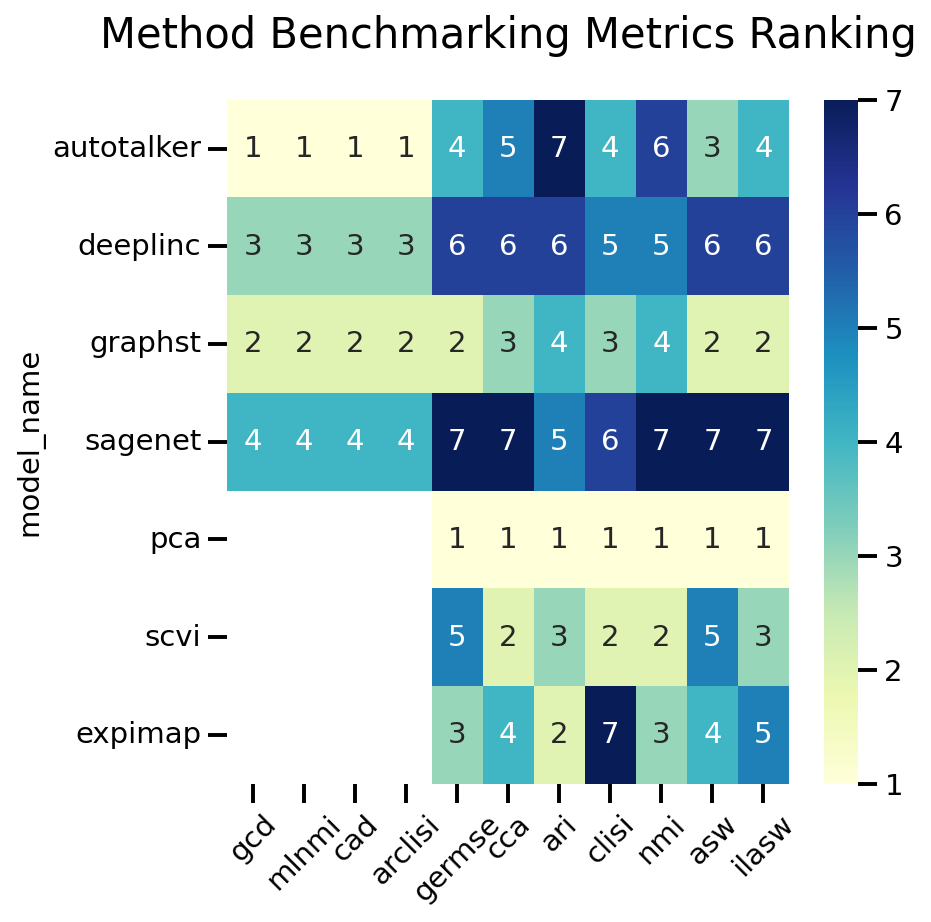 Method Benchmarking Metrics Ranking
model_name
autotalker 1 1 1 1 4 5 7 4 6 3 4
deeplinc 3 3 3 3 6 6 6 5 5 6 6
graphst 2 2 2 2 2 3 4 3 4 2 2
sagenet 4 4 4 4 7 7 5 6 7 7 7
pca 1 1 1 1 1 1 1
scvi 5 2 3 2 2 5 3
expimap 3 4 2 7 3 4 5
gcd mlnmi cad arclisi germse cca ari clisi nmi asw ilasw
7
6
5
4
3
2
1